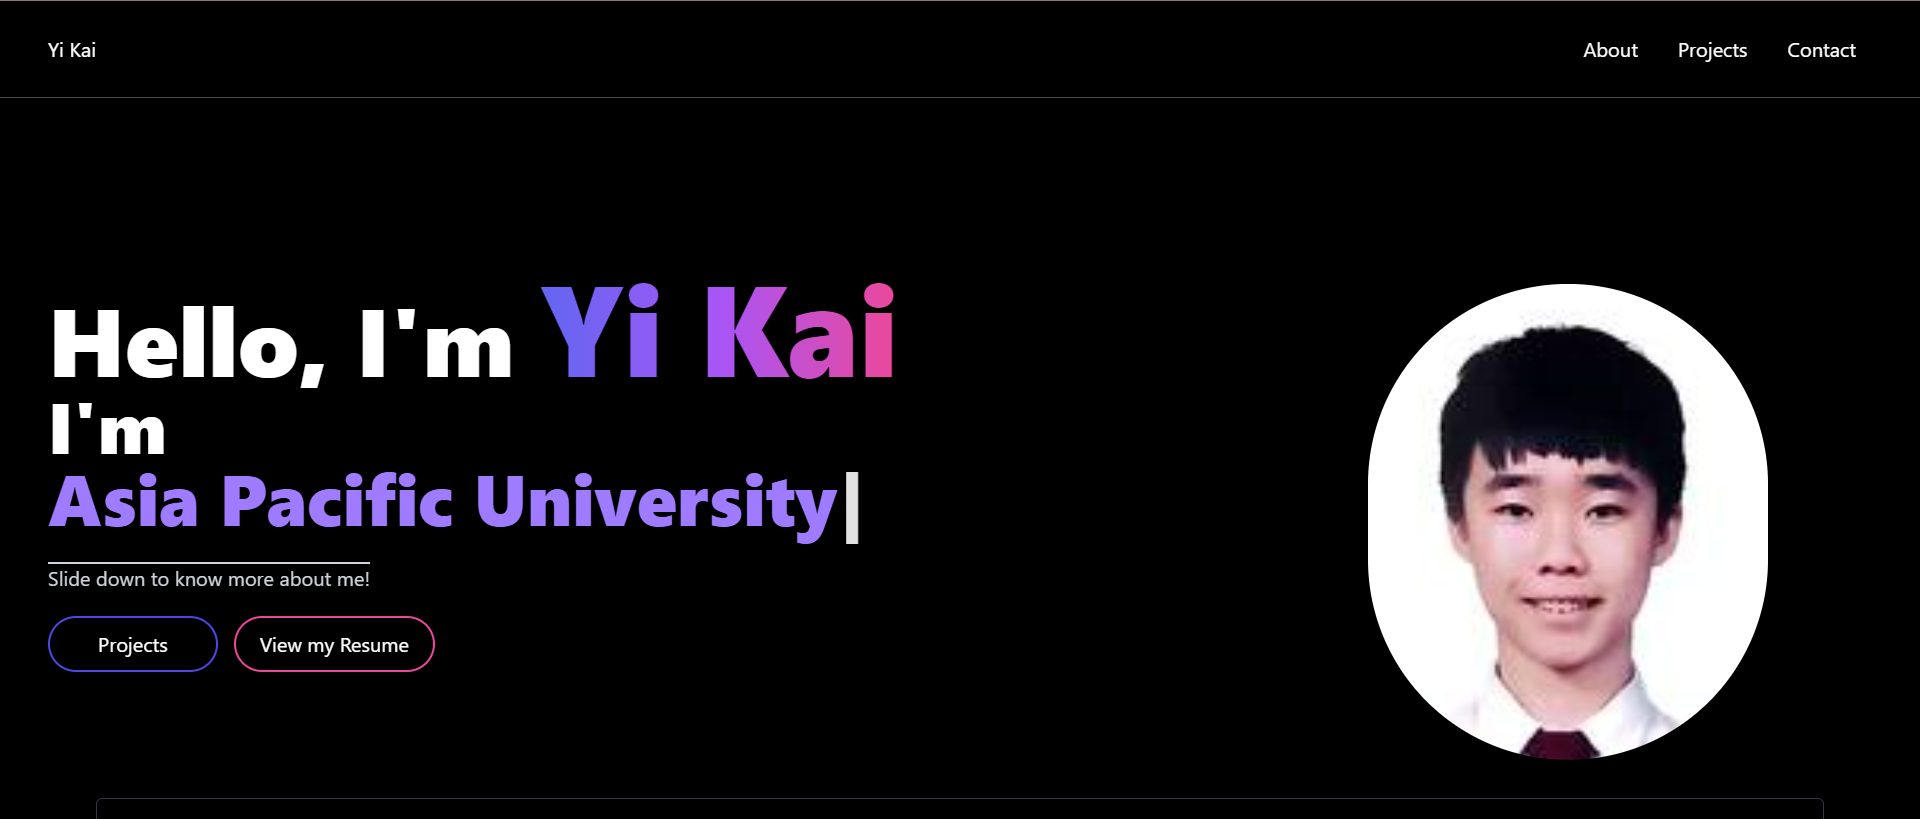 Yi Kai
About Projects Contact
Hello, I'm Yi Kai
I'm
Asia Pacific University|
Slide down to know more about me!
Projects View my Resume